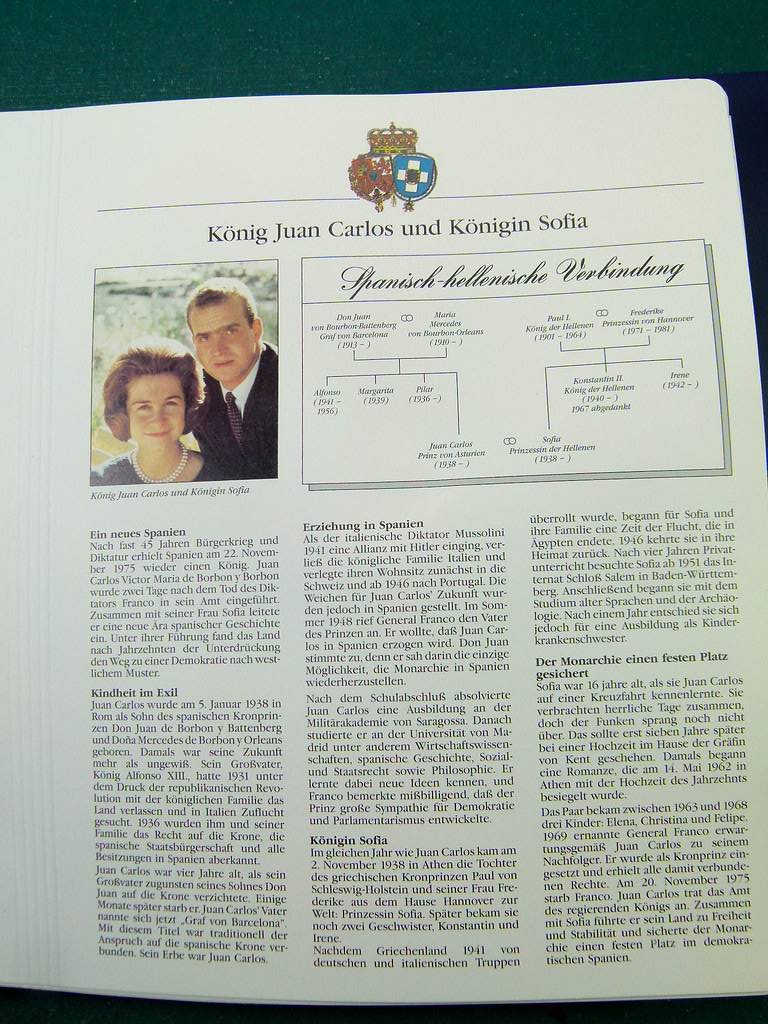 König Juan Carlos und Königin Sofia
Spanisch-hellenische Verbindung
Don Juan
von Bourbon-Battenberg
Graf von Barcelona
(1913 – )
Maria
Mercedes
von Bourbon-Orleans
(1910 – )
Paul I.
König der Hellenen
(1901 – 1964)
Frederike
Prinzessin von Hannover
(1971 – 1981)
Alfonso
(1941 –
1956)
Margarita
(1939)
Pilar
(1936 – )
Konstantin II.
König der Hellenen
(1940 – )
1967 abgedankt
Irene
(1942 – )
Juan Carlos
Prinz von Asturien
(1938 – )
Sofia
Prinzessin der Hellenen
(1938 – )
König Juan Carlos und Königin Sofia
Ein neues Spanien
Nach fast 45 Jahren Bürgerkrieg und
Diktatur erhielt Spanien am 22. Novem-
ber 1975 wieder einen König. Juan
Carlos Victor Maria de Borbon y Borbon
wurde zwei Tage nach dem Tod des Dik-
tators Franco in sein Amt eingeführt.
Zusammen mit seiner Frau Sofia leitete
er eine neue Ära spanischer Geschichte
ein. Unter ihrer Führung fand das Land
nach Jahrzehnten der Unterdrückung
den Weg zu einer Demokratie nach west-
lichem Muster.
Kindheit im Exil
Juan Carlos wurde am 5. Januar 1938 in
Rom als Sohn des spanischen Kronprin-
zen Don Juan de Borbon y Battenberg
und Doña Mercedes de Borbon y Orleans
geboren. Damals war seine Zukunft
mehr als ungewiß. Sein Großvater,
König Alfonso XIII., hatte 1931 unter
dem Druck der republikanischen Revo-
lution mit der königlichen Familie das
Land verlassen und in Italien Zuflucht
gesucht. 1936 wurden ihm und seiner
Familie das Recht auf die Krone, die
spanische Staatsbürgerschaft und alle
Besitzungen in Spanien aberkannt.
Juan Carlos war vier Jahre alt, als sein
Großvater zugunsten seines Sohnes Don
Juan auf die Krone verzichtete. Einige
Monate später starb er. Juan Carlos' Vater
nannte sich jetzt „Graf von Barcelona".
Mit diesem Titel war traditionell der
Anspruch auf die spanische Krone ver-
bunden. Sein Erbe war Juan Carlos.
Erziehung in Spanien
Als der italienische Diktator Mussolini
1941 eine Allianz mit Hitler einging, ver-
ließ die königliche Familie Italien und
verlegte ihren Wohnsitz zunächst in die
Schweiz und ab 1946 nach Portugal. Die
Weichen für Juan Carlos' Zukunft wur-
den jedoch in Spanien gestellt. Im Som-
mer 1948 rief General Franco den Vater
des Prinzen an. Er wollte, daß Juan Car-
los in Spanien erzogen wird. Don Juan
stimmte zu, denn er sah darin die einzige
Möglichkeit, die Monarchie in Spanien
wiederherzustellen.
Nach dem Schulabschluß absolvierte
Juan Carlos eine Ausbildung an der
Militärakademie von Saragossa. Danach
studierte er an der Universität von Ma-
drid unter anderem Wirtschaftswissen-
schaften, spanische Geschichte, Sozial-
und Staatsrecht sowie Philosophie. Er
lernte dabei neue Ideen kennen, und
Franco bemerkte mißbilligend, daß der
Prinz große Sympathie für Demokratie
und Parlamentarismus entwickelte.
Königin Sofia
Im gleichen Jahr wie Juan Carlos kam am
2. November 1938 in Athen die Tochter
des griechischen Kronprinzen Paul von
Schleswig-Holstein und seiner Frau Fre-
derike aus dem Hause Hannover zur
Welt: Prinzessin Sofia. Später bekam sie
noch zwei Geschwister, Konstantin und
Irene.
Nachdem Griechenland 1941 von
deutschen und italienischen Truppen
überrollt wurde, begann für Sofia und
ihre Familie eine Zeit der Flucht, die in
Ägypten endete. 1946 kehrte sie in ihre
Heimat zurück. Nach vier Jahren Privat-
unterricht besuchte Sofia ab 1951 das In-
ternat Schloß Salem in Baden-Württem-
berg. Anschließend begann sie mit dem
Studium alter Sprachen und der Archäo-
logie. Nach einem Jahr entschied sie sich
jedoch für eine Ausbildung als Kinder-
krankenschwester.
Der Monarchie einen festen Platz
gesichert
Sofia war 16 Jahre alt, als sie Juan Carlos
auf einer Kreuzfahrt kennenlernte. Sie
verbrachten herrliche Tage zusammen,
doch der Funken sprang noch nicht
über. Das sollte erst sieben Jahre später
bei einer Hochzeit im Hause der Gräfin
von Kent geschehen. Damals begann
eine Romanze, die am 14. Mai 1962 in
Athen mit der Hochzeit des Jahrzehnts
besiegelt wurde.
Das Paar bekam zwischen 1963 und 1968
drei Kinder: Elena, Christina und Felipe.
1969 ernannte General Franco erwar-
tungsgemäß Juan Carlos zu seinem
Nachfolger. Er wurde als Kronprinz ein-
gesetzt und erhielt alle damit verbunde-
nen Rechte. Am 20. November 1975
starb Franco. Juan Carlos trat das Amt
des regierenden Königs an. Zusammen
mit Sofia führte er sein Land zu Freiheit
und Stabilität und sicherte der Monar-
chie einen festen Platz im demokra-
tischen Spanien.